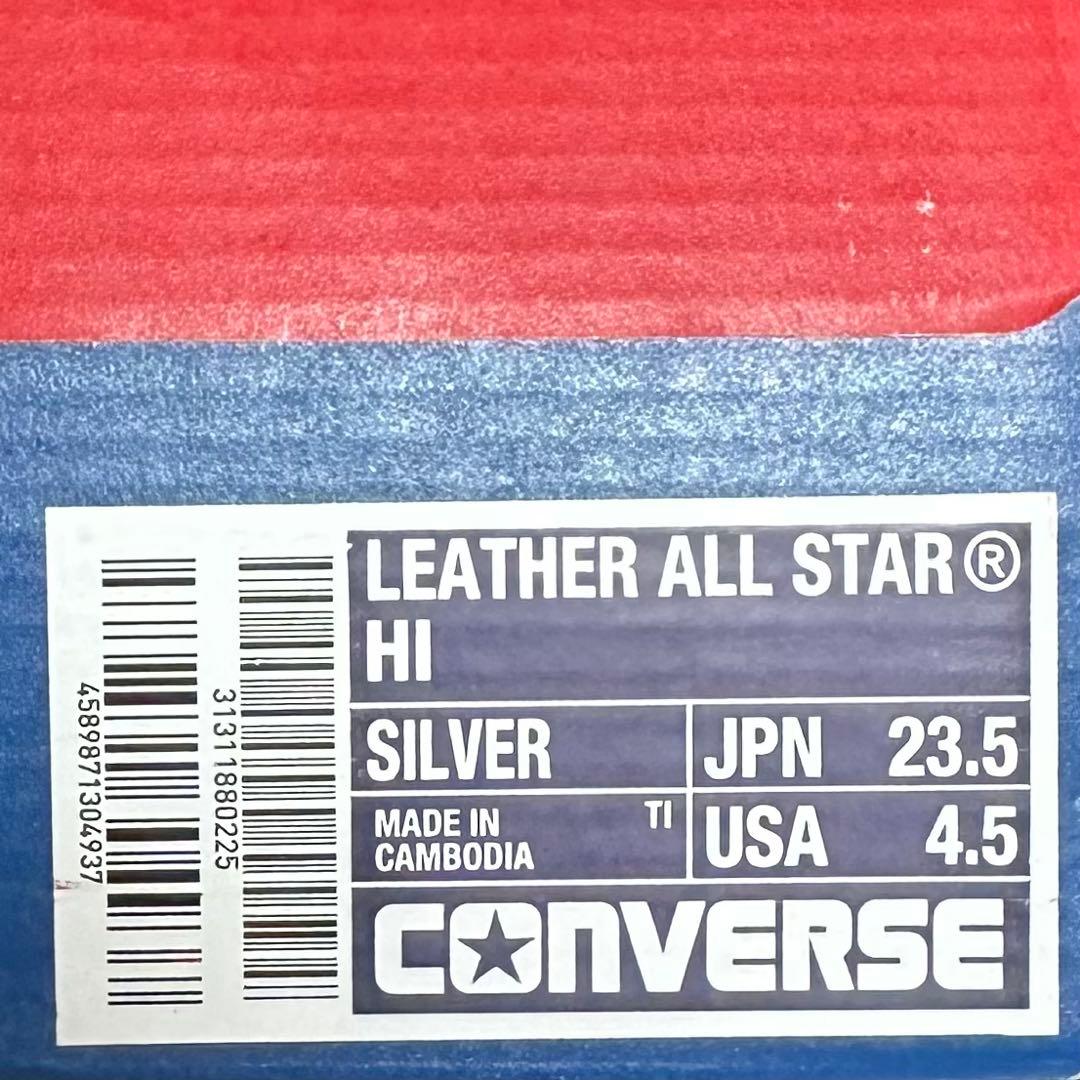 LEATHER ALL STAR®
HI
SILVER
JPN 23.5
MADE IN
CAMBODIA
TI
USA 4.5
CONVERSE
4589871304937
31311880225